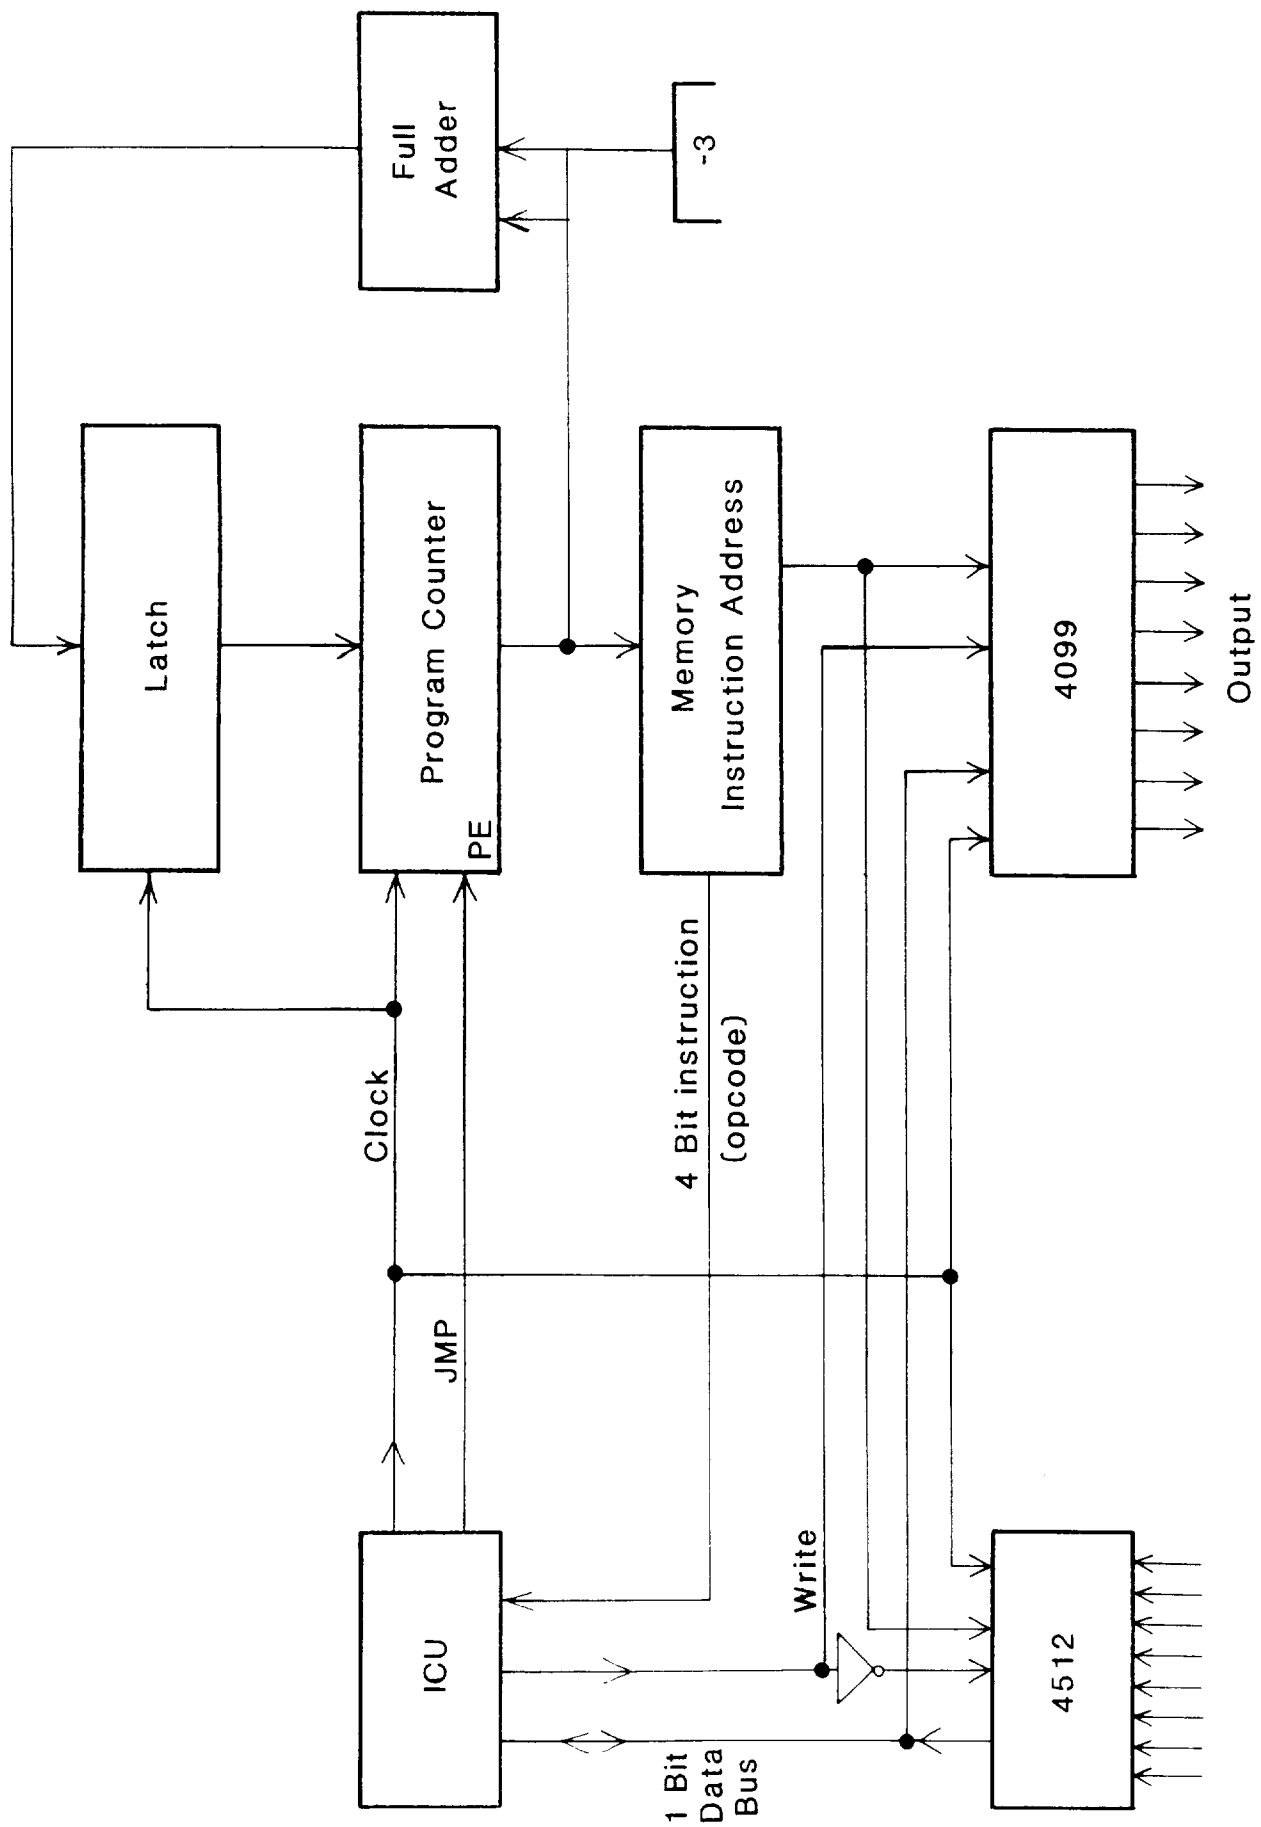 Full
Adder
-3
Latch
Program Counter
PE
Memory
Instruction Address
4099
Output
Clock
JMP
4 Bit instruction
(opcode)
Write
ICU
1 Bit
Data
Bus
4512